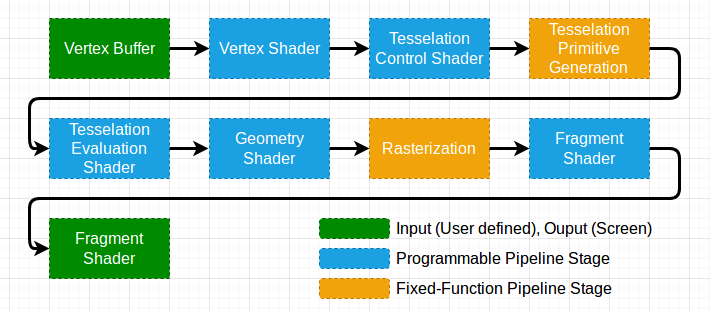 Vertex Buffer
Vertex Shader
Tesselation
Control Shader
Tesselation
Primitive
Generation
Tesselation
Evaluation
Shader
Geometry
Shader
Rasterization
Fragment
Shader
Fragment
Shader
Input (User defined), Ouput (Screen)
Programmable Pipeline Stage
Fixed-Function Pipeline Stage